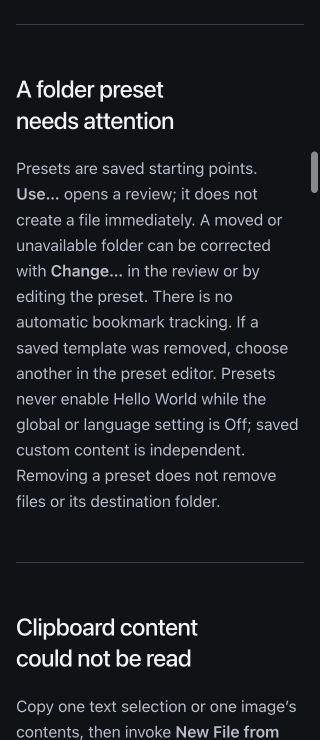 A folder preset
needs attention
Presets are saved starting points.
Use... opens a review; it does not
create a file immediately. A moved or
unavailable folder can be corrected
with Change... in the review or by
editing the preset. There is no
automatic bookmark tracking. If a
saved template was removed, choose
another in the preset editor. Presets
never enable Hello World while the
global or language setting is Off; saved
custom content is independent.
Removing a preset does not remove
files or its destination folder.
Clipboard content
could not be read
Copy one text selection or one image’s
contents, then invoke New File from